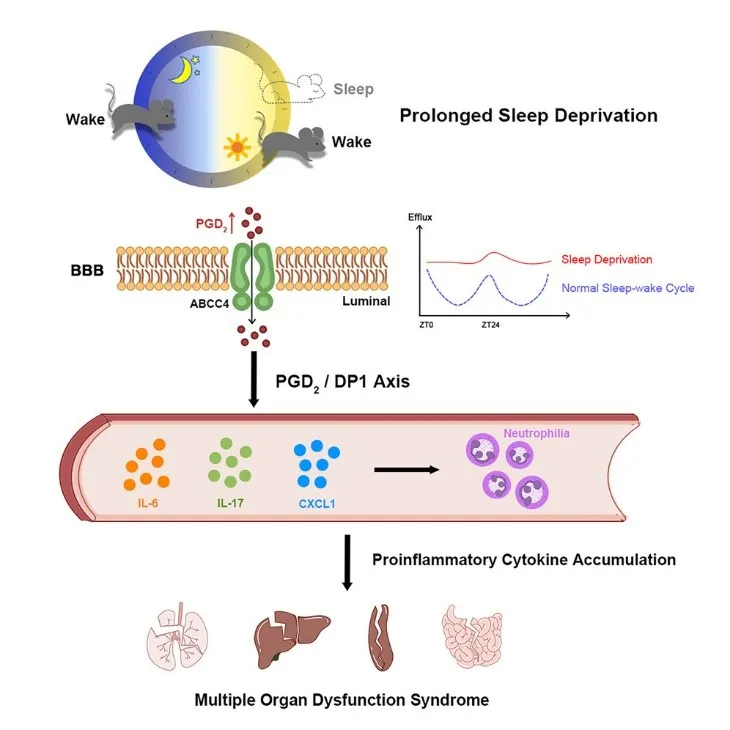 Sleep
Wake
Wake
Prolonged Sleep Deprivation
PGD2
BBB
ABCC4
Luminal
Efflux
Sleep Deprivation
Normal Sleep-wake Cycle
ZT0
ZT24
PGD2 / DP1 Axis
Neutrophilia
IL-6
IL-17
CXCL1
Proinflammatory Cytokine Accumulation
Multiple Organ Dysfunction Syndrome